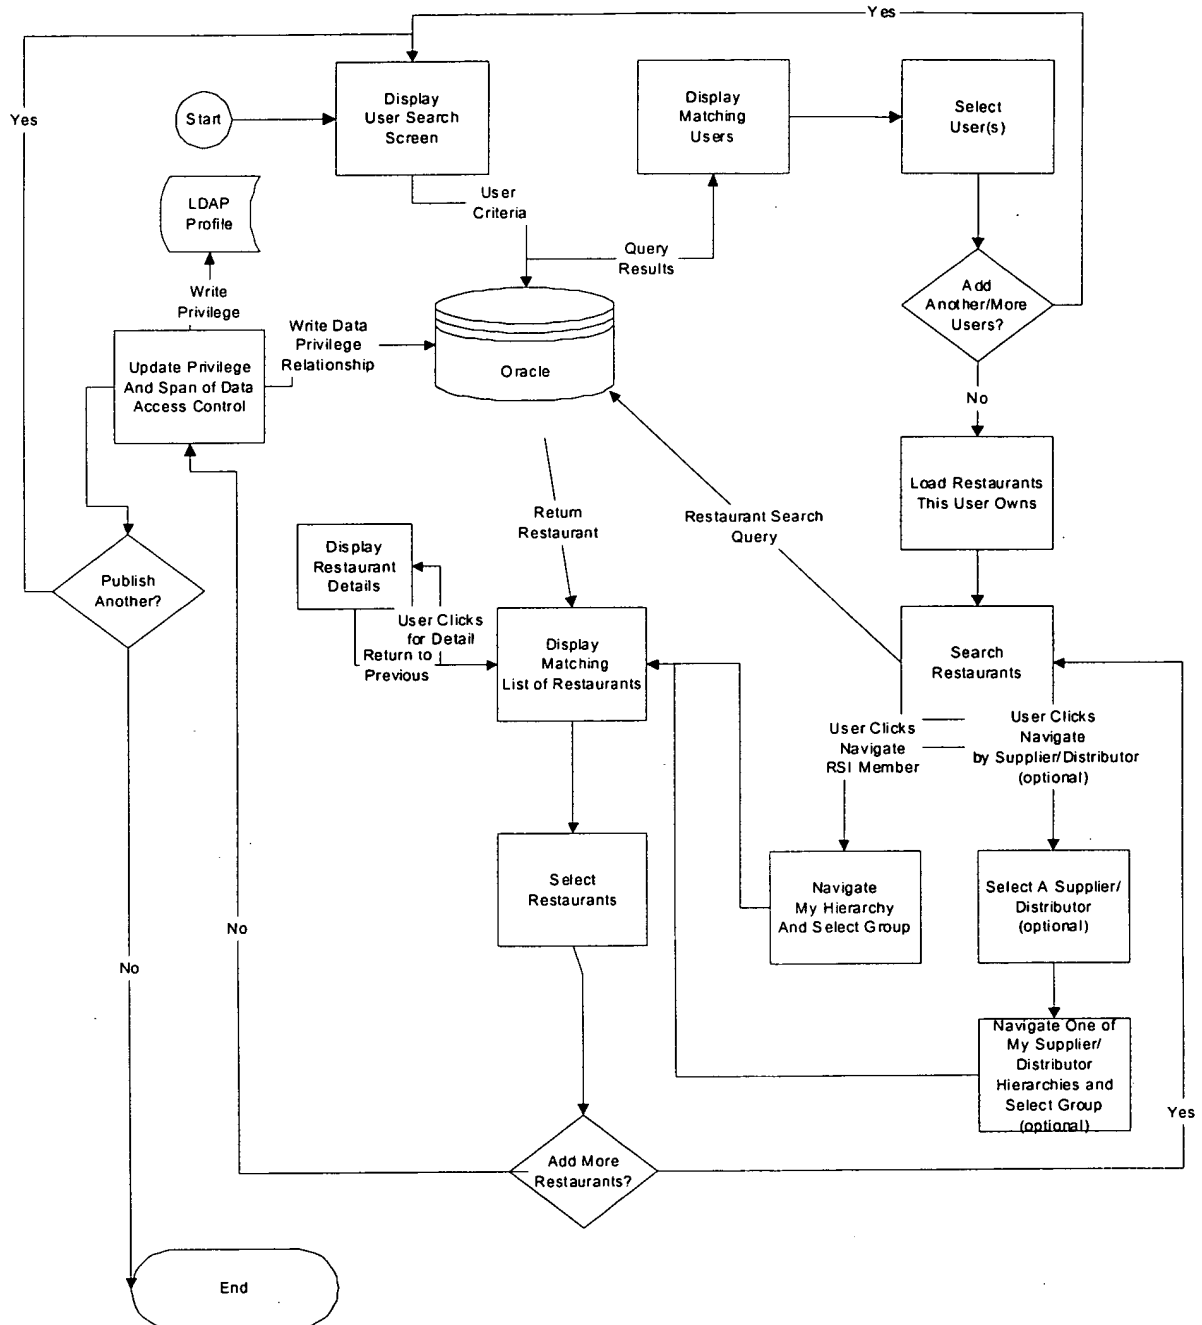 Yes
Yes
Start
Display
User Search
Screen
Display
Matching
Users
Select
User(s)
LDAP
Profile
User
Criteria
Query
Results
Write
Privilege
Write Data
Privilege
Relationship
Add
Another/More
Users?
Update Privilege
And Span of Data
Access Control
Oracle
No
Load Restaurants
This User Owns
Return
Restaurant
Restaurant Search
Query
Display
Restaurant
Details
Publish
Another?
User Clicks
for Detail
Return to
Previous
Display
Matching
List of Restaurants
Search
Restaurants
User Clicks
Navigate
RSI Member
User Clicks
Navigate
by Supplier/Distributor
(optional)
Select
Restaurants
Navigate
My Hierarchy
And Select Group
Select A Supplier/
Distributor
(optional)
No
No
Navigate One of
My Supplier/
Distributor
Hierarchies and
Select Group
(optional)
Yes
Add More
Restaurants?
End